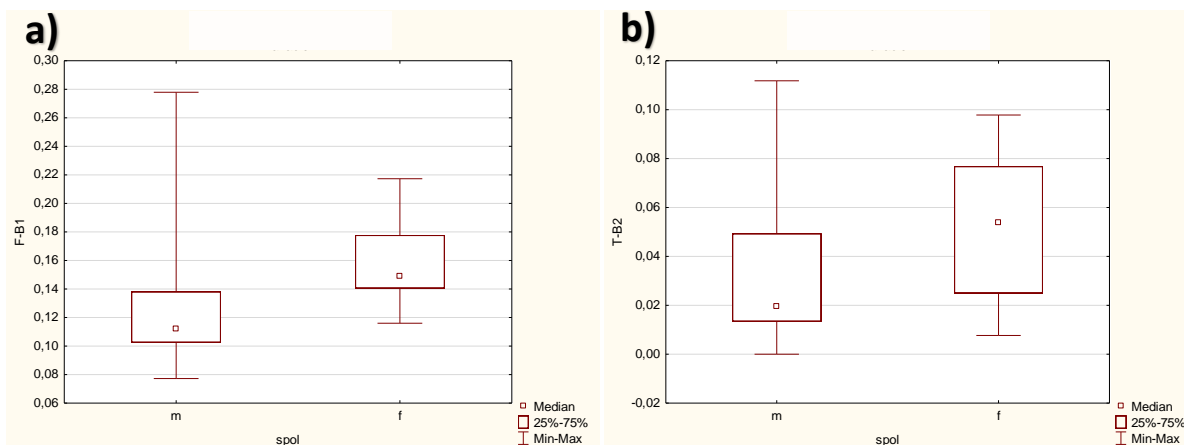 a)
0,30
0,28
0,26
0,24
0,22
0,20
0,18
0,16
0,14
0,12
0,10
0,08
0,06
F-B1
m
f
spol
Median
25%-75%
Min-Max
b)
0,12
0,10
0,08
0,06
0,04
0,02
0,00
-0,02
T-B2
m
f
spol
Median
25%-75%
Min-Max